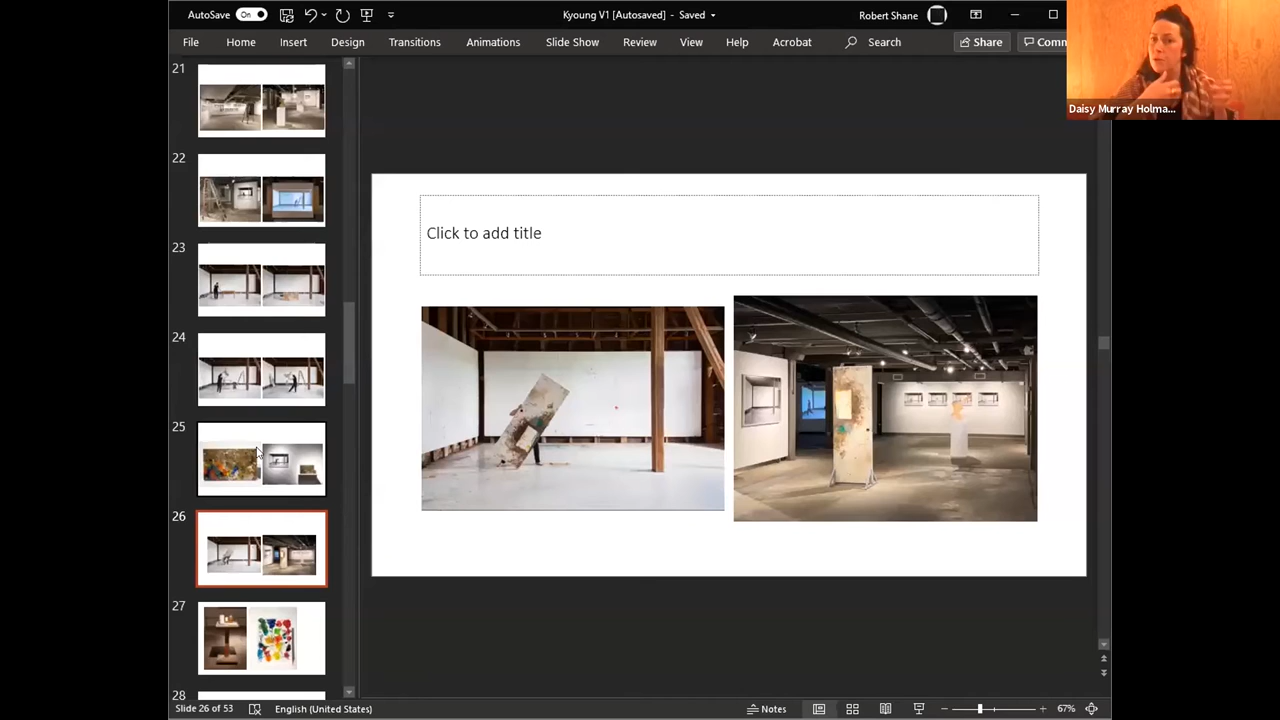 AutoSave On Kyoung V1 [Autosaved] - Saved Robert Shane
File Home Insert Design Transitions Animations Slide Show Review View Help Acrobat Search Share Comm
Daisy Murray Holma...
21
22
23
24
25
26
27
28
Click to add title
Slide 26 of 53 English (United States) Notes 67%